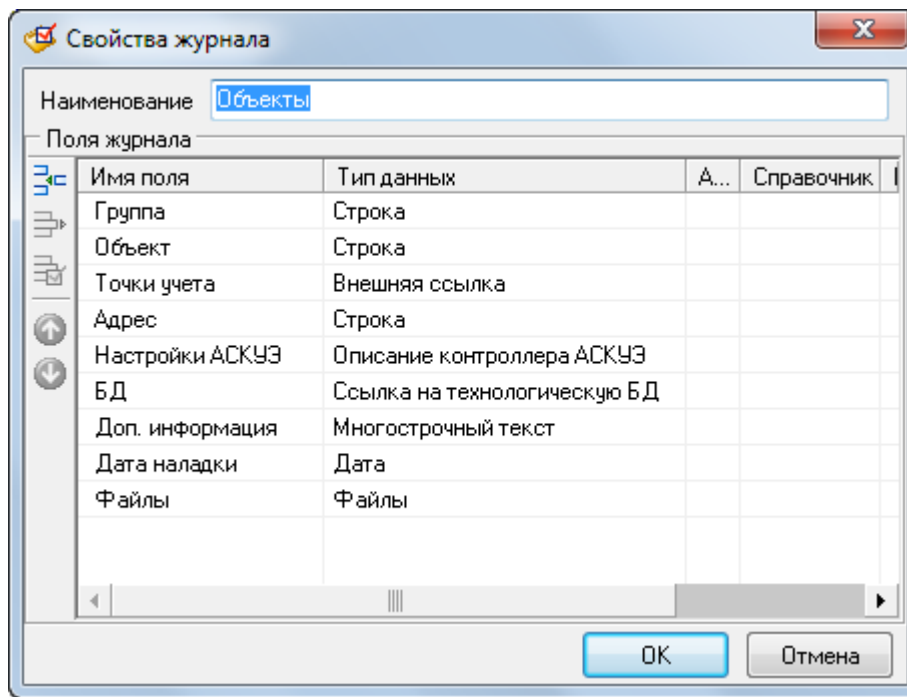 Свойства журнала
Наименование Объекты
Поля журнала
Имя поля Тип данных А... Справочник
Группа Строка
Объект Строка
Точки учета Внешняя ссылка
Адрес Строка
Настройки АСКУЭ Описание контроллера АСКУЭ
БД Ссылка на технологическую БД
Доп. информация Многострочный текст
Дата наладки Дата
Файлы Файлы
OK Отмена